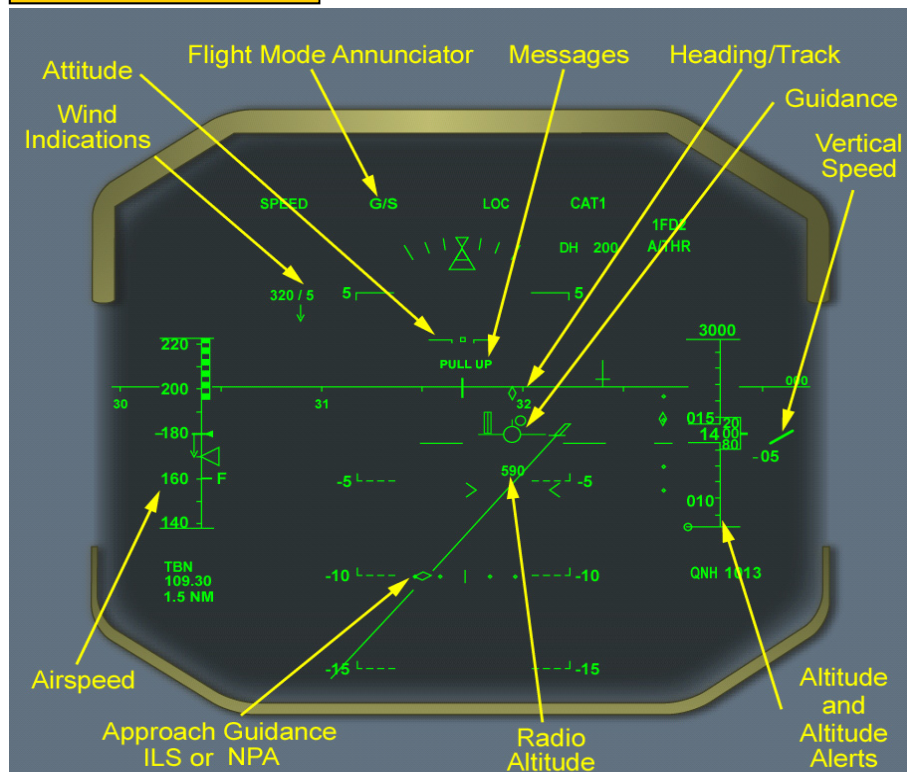 Flight Mode Annunciator
Messages
Heading/Track
Attitude
Guidance
Wind
Indications
Vertical
Speed
SPEED
G/S
LOC
CAT1
1FD2
DH 200
A/THR
320 / 5
5
5
3000
220
PULL UP
200
000
30
31
32
015
20
180
14 00
80
-05
590
160
F
-5
-5
010
140
TBN
109.30
1.5 NM
-10
-10
QNH 1013
-15
-15
Airspeed
Approach Guidance
ILS or NPA
Radio
Altitude
Altitude
and
Altitude
Alerts